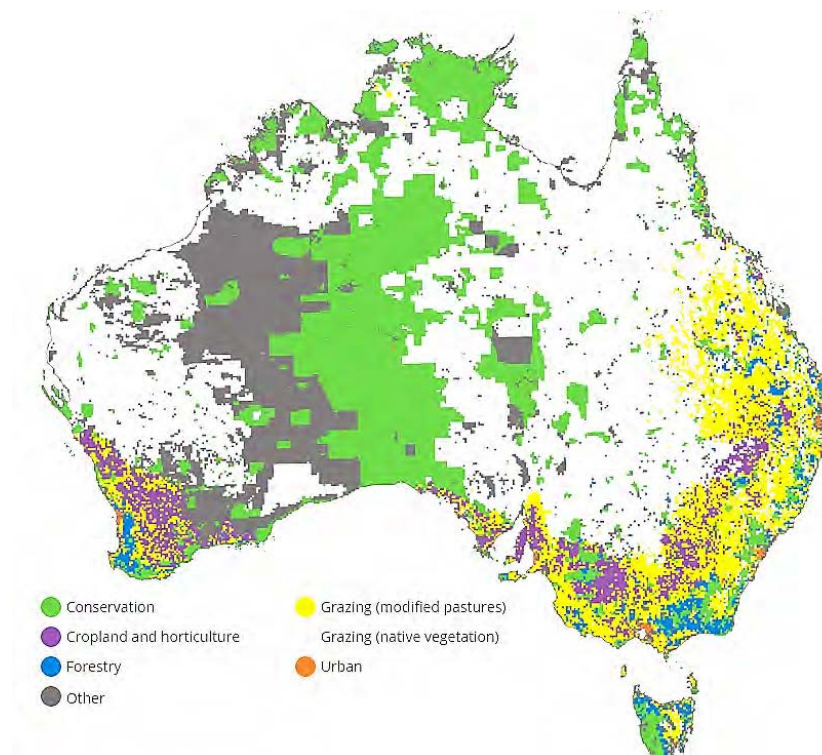 Conservation
Cropland and horticulture
Forestry
Other
Grazing (modified pastures)
Grazing (native vegetation)
Urban